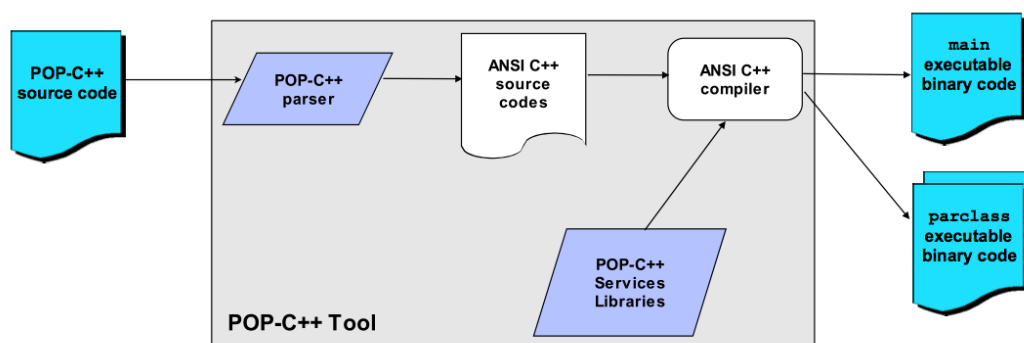 POP-C++
source code
POP-C++
parser
ANSI C++
source
codes
ANSI C++
compiler
main
executable
binary code
parclass
executable
binary code
POP-C++
Services
Libraries
POP-C++ Tool